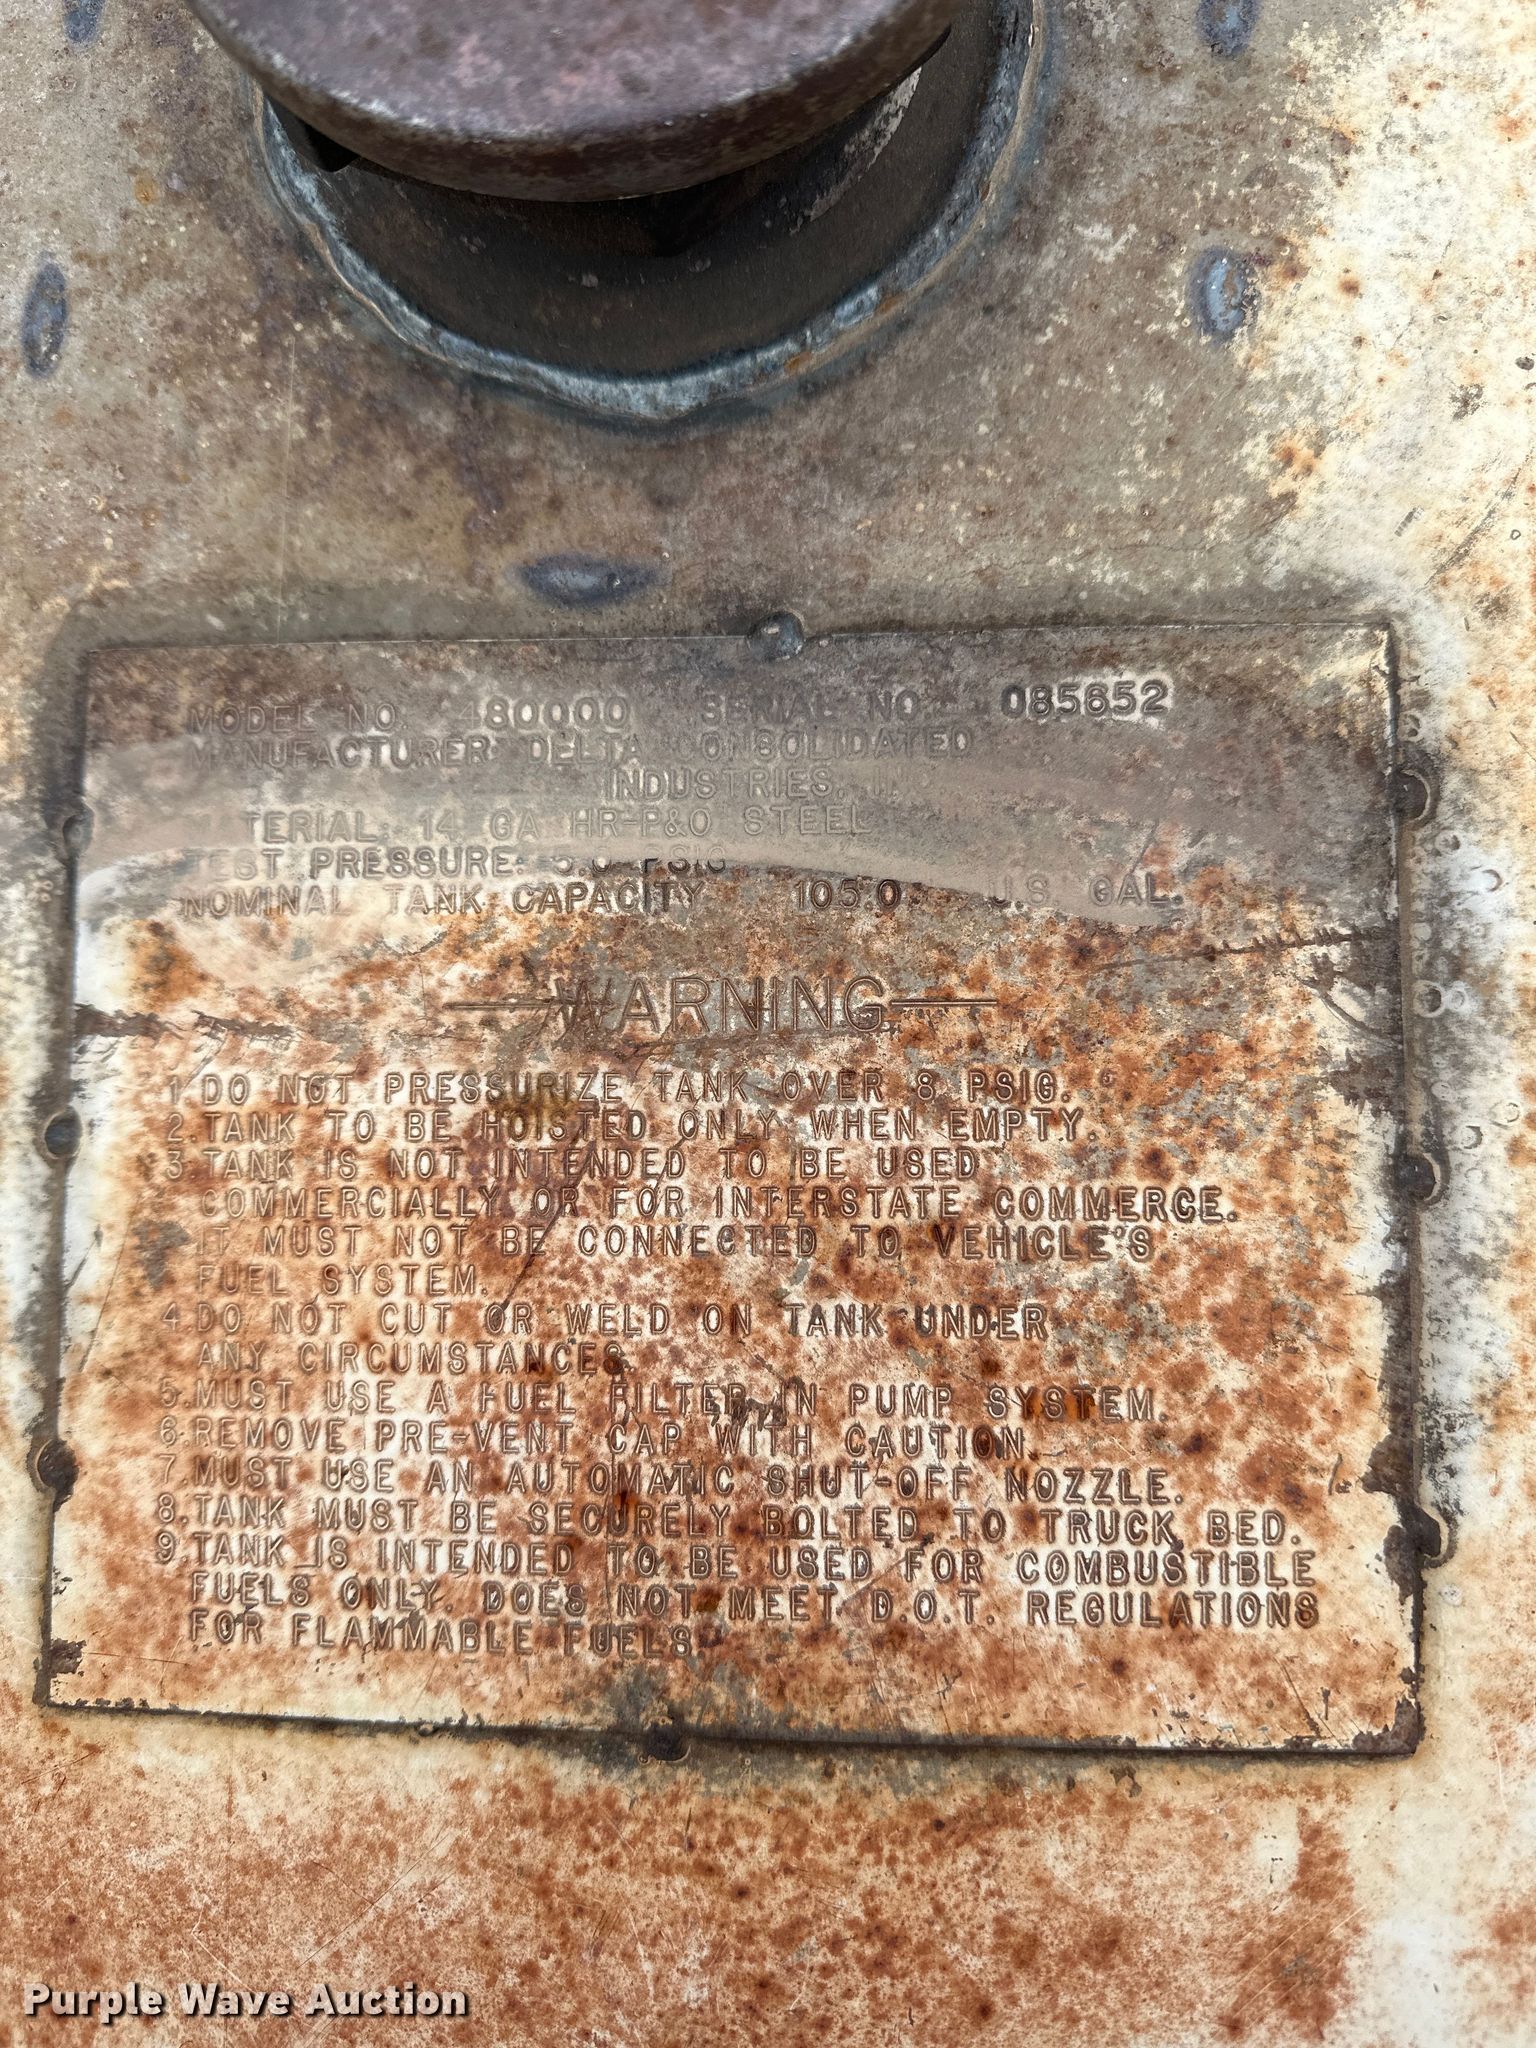 MODEL NO. 480000 SERIAL NO. 085652
MANUFACTURER: DELTA CONSOLIDATED
INDUSTRIES, IN
TERIAL: 14 GA HR-P&O STEEL
TEST PRESSURE: 5.0 PSIG
NOMINAL TANK CAPACITY 105.0 U.S. GAL.
WARNING
1. DO NOT PRESSURIZE TANK OVER 8 PSIG.
2. TANK TO BE HOISTED ONLY WHEN EMPTY.
3. TANK IS NOT INTENDED TO BE USED
COMMERCIALLY OR FOR INTERSTATE COMMERCE.
IT MUST NOT BE CONNECTED TO VEHICLE'S
FUEL SYSTEM.
4. DO NOT CUT OR WELD ON TANK UNDER
ANY CIRCUMSTANCES.
5. MUST USE A FUEL FILTER IN PUMP SYSTEM.
6. REMOVE PRE-VENT CAP WITH CAUTION.
7. MUST USE AN AUTOMATIC SHUT-OFF NOZZLE.
8. TANK MUST BE SECURELY BOLTED TO TRUCK BED.
9. TANK IS INTENDED TO BE USED FOR COMBUSTIBLE
FUELS ONLY. DOES NOT MEET D.O.T. REGULATIONS
FOR FLAMMABLE FUELS.
Purple Wave Auction